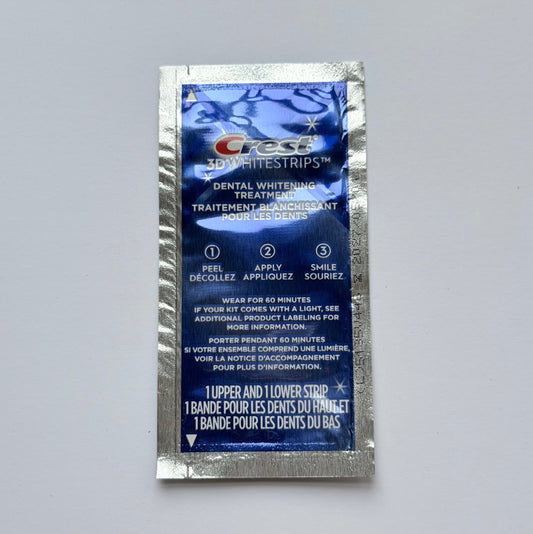 Crest
3D WHITESTRIPS™
DENTAL WHITENING
TREATMENT
TRAITEMENT BLANCHISSANT
POUR LES DENTS
1 2 3
PEEL APPLY SMILE
DÉCOLLEZ APPLIQUEZ SOURIEZ
WEAR FOR 60 MINUTES
IF YOUR KIT COMES WITH A LIGHT, SEE
ADDITIONAL PRODUCT LABELING FOR
MORE INFORMATION.
PORTER PENDANT 60 MINUTES
SI VOTRE ENSEMBLE COMPREND UNE LUMIÈRE,
VOIR LA NOTICE D'ACCOMPAGNEMENT
POUR PLUS D'INFORMATION.
1 UPPER AND 1 LOWER STRIP
1 BANDE POUR LES DENTS DU HAUT ET
1 BANDE POUR LES DENTS DU BAS